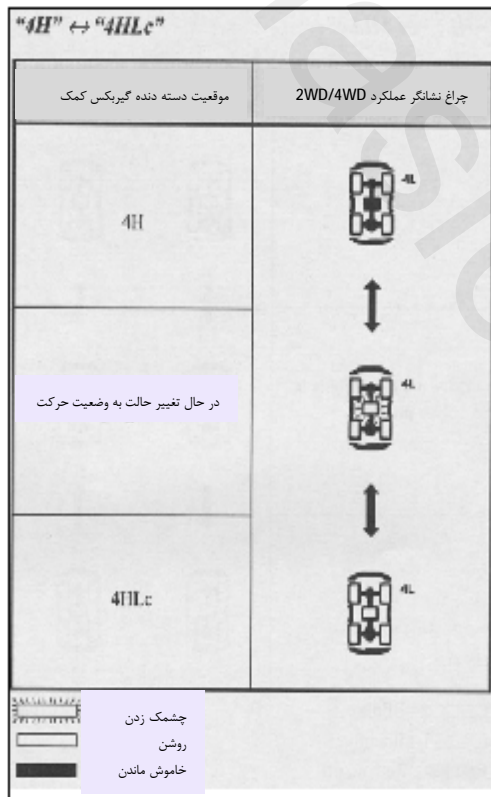 "4H" ↔ "4HLc"
چراغ نشانگر عملکرد 2WD/4WD
موقعیت دسته دنده گیربکس کمک
4L
4H
4L
در حال تغییر حالت به وضعیت حرکت
4L
4HLc
چشمک زدن
روشن
خاموش ماندن